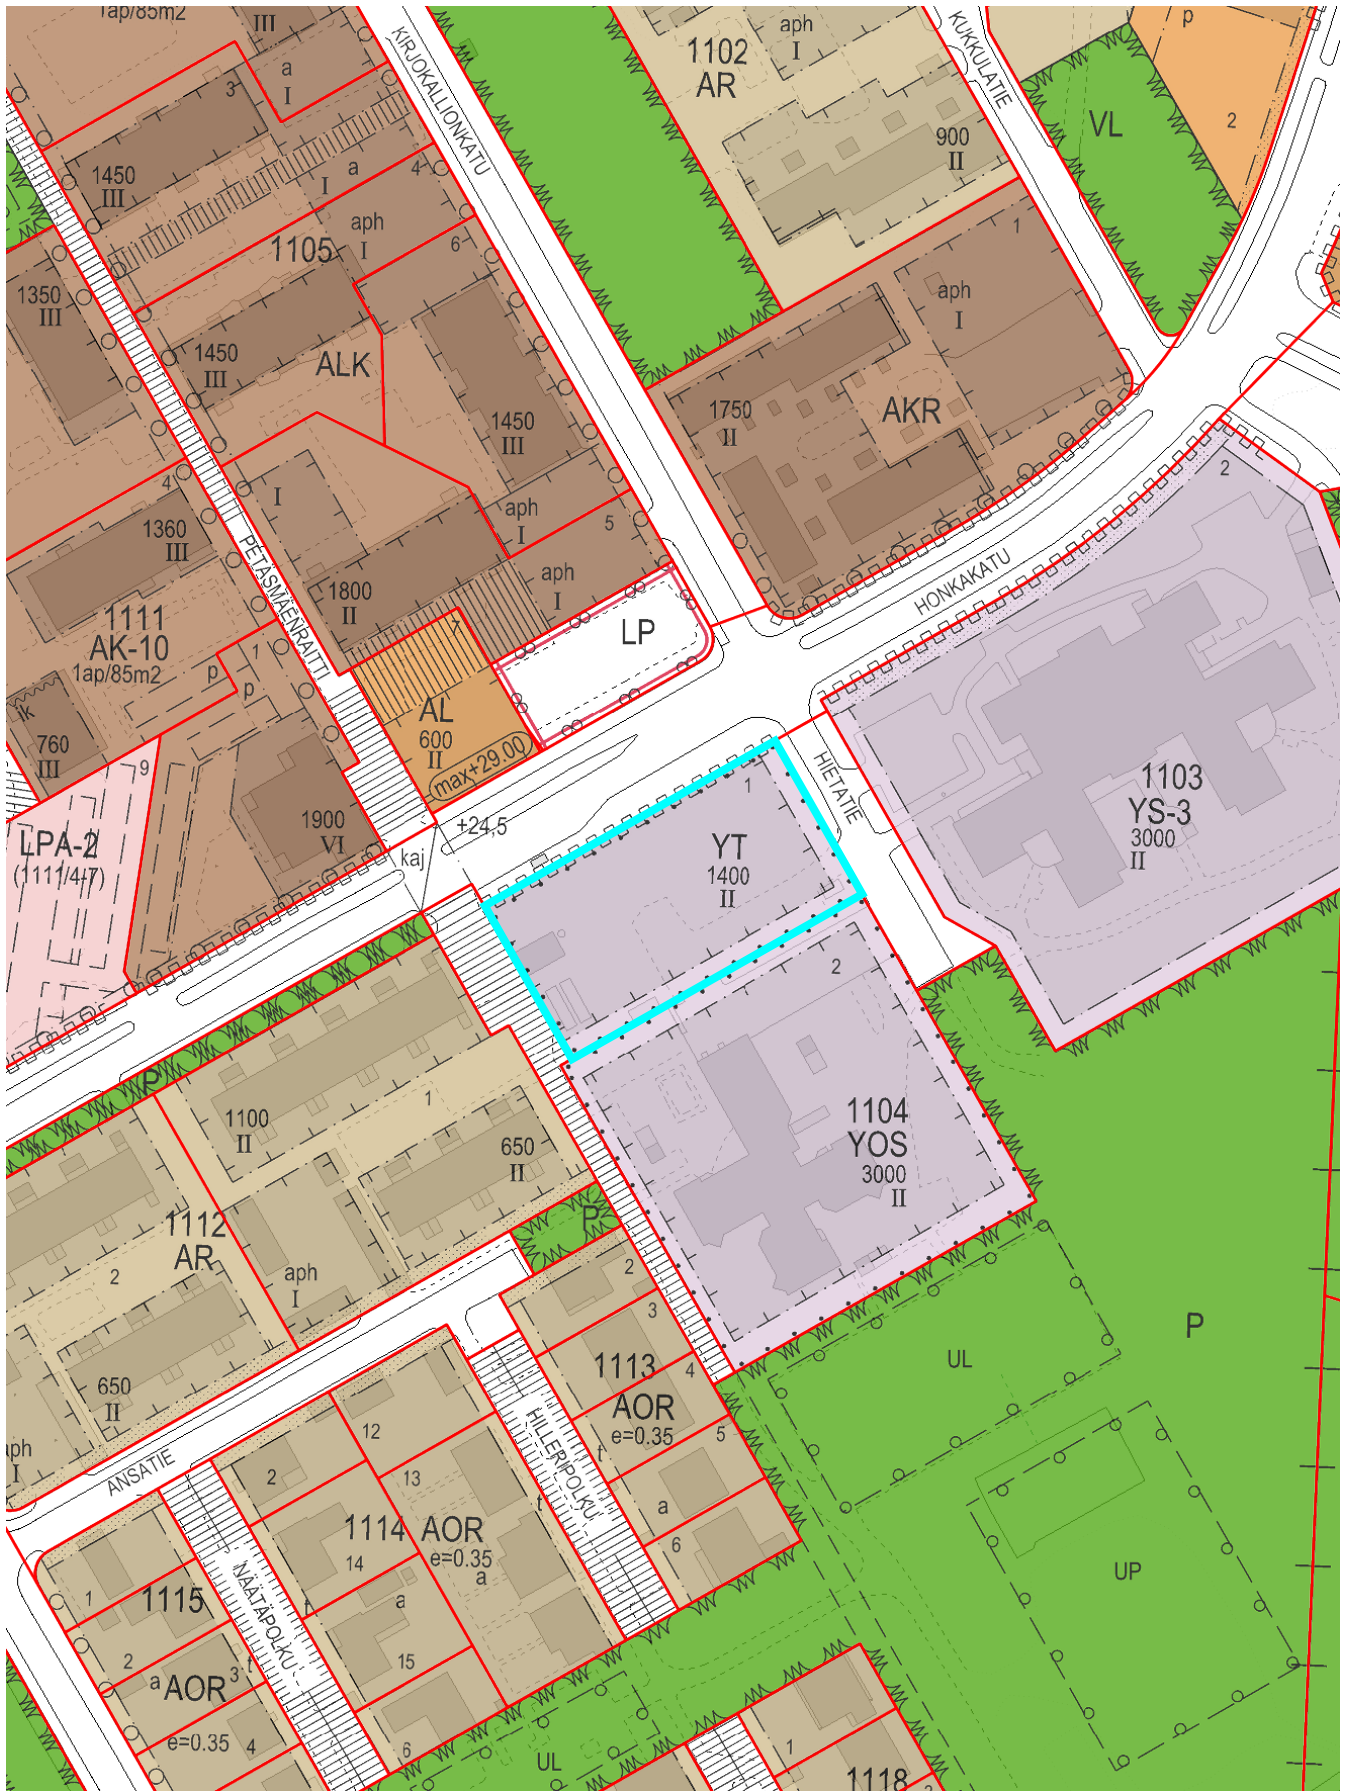 1ap/85m2
III
a
I
3
1450
III
a
I
4
aph
I
1105
6
1350
III
1450
III
ALK
1450
III
I
4
1360
III
aph
I
5
1800
II
aph
I
1111
AK-10
1ap/85m2
1
p
p
ik
760
III
9
7
AL
600
II
max+29.00
LP
1900
VI
LPA-2
(1111/4-7)
kaj
+24,5
PETÄSMÄENRAITTI
KIRJOKALLIONKATU
1102
AR
aph
I
900
II
KUKKULATIE
VL
p
2
1
aph
I
1750
II
AKR
HONKAKATU
2
HIETATIE
1103
YS-3
3000
II
1
YT
1400
II
2
1104
YOS
3000
II
P
1100
II
1
650
II
1112
AR
2
aph
I
P
650
II
aph
I
ANSATIE
2
3
1113
4
AOR
e=0.35
5
t
a
6
HILLERIPOLKU
12
2
13
t
1114 AOR
e=0.35
14
a
a
t
15
6
NÄÄTÄPOLKU
1
1115
2
a
AOR
3
t
e=0.35
4
UL
P
UP
UL
1
1118